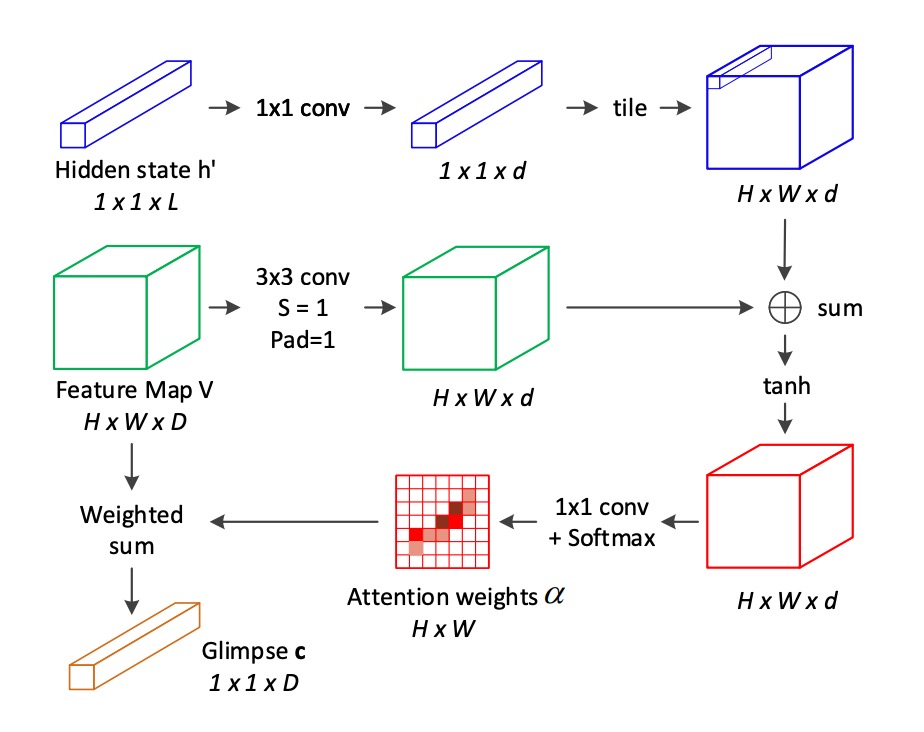 1x1 conv
tile
Hidden state h'
1 x 1 x L
1 x 1 x d
H x W x d
3x3 conv
S = 1
Pad=1
sum
Feature Map V
H x W x D
H x W x d
tanh
Weighted
sum
1x1 conv
+ Softmax
Attention weights α
H x W
H x W x d
Glimpse c
1 x 1 x D